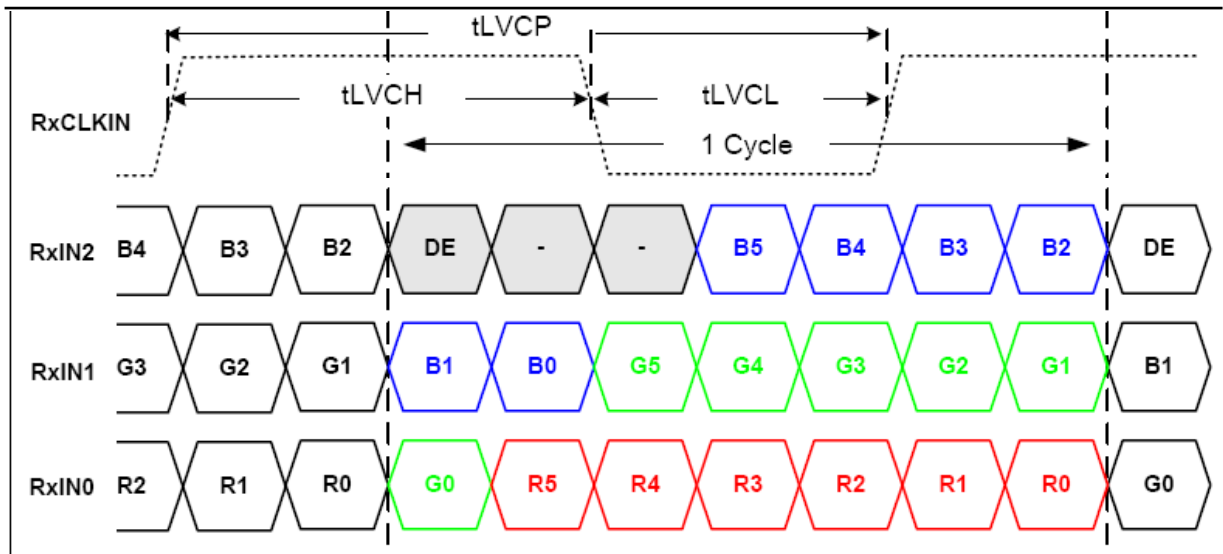 tLVCP
tLVCH
tLVCL
RxCLKIN
1 Cycle
RxIN2 B4 B3 B2 DE - - B5 B4 B3 B2 DE
RxIN1 G3 G2 G1 B1 B0 G5 G4 G3 G2 G1 B1
RxIN0 R2 R1 R0 G0 R5 R4 R3 R2 R1 R0 G0